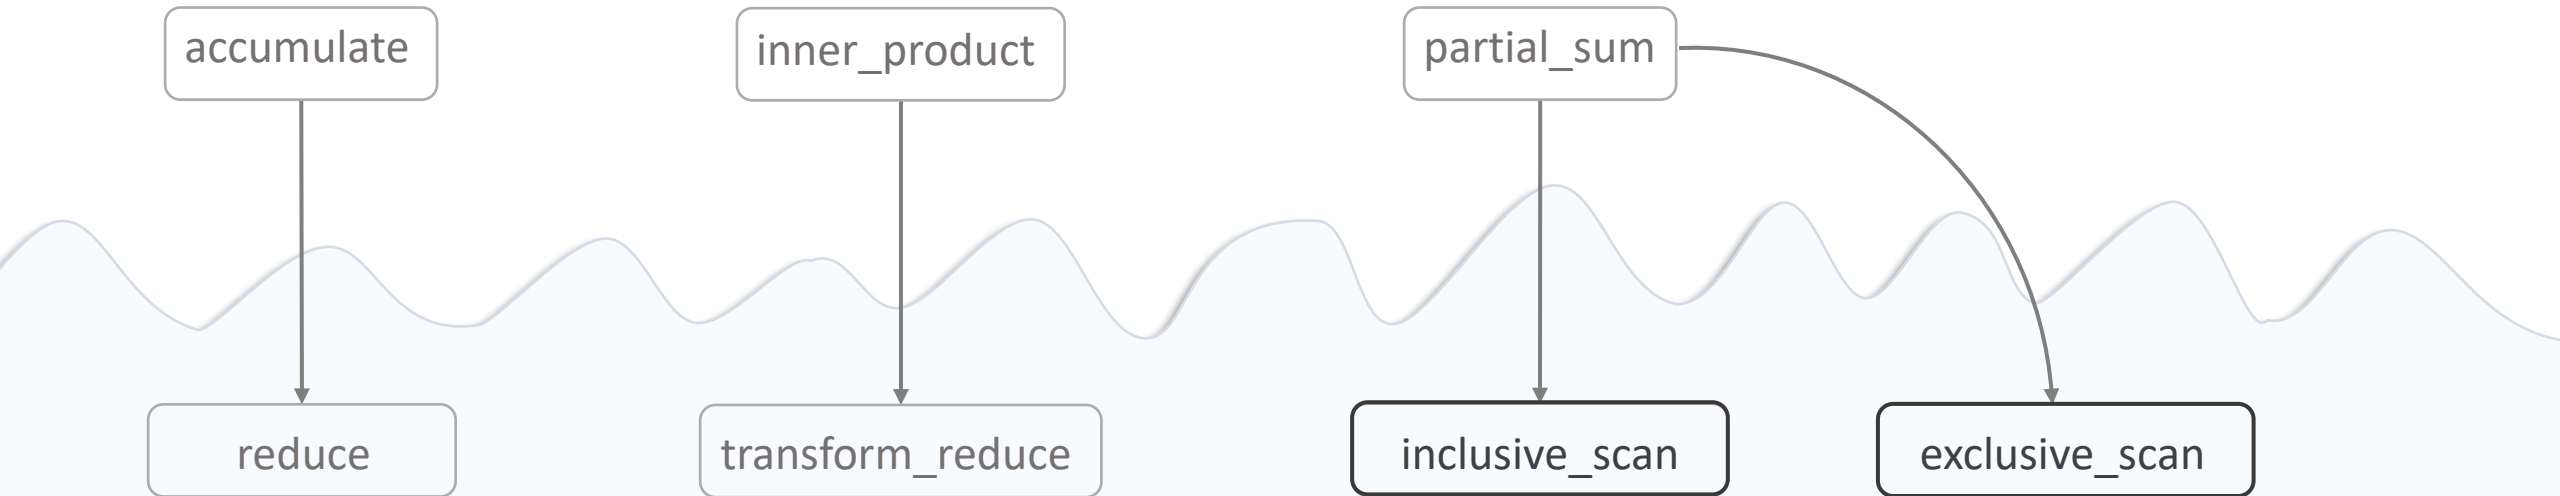 accumulate
inner_product
partial_sum
reduce
transform_reduce
inclusive_scan
exclusive_scan